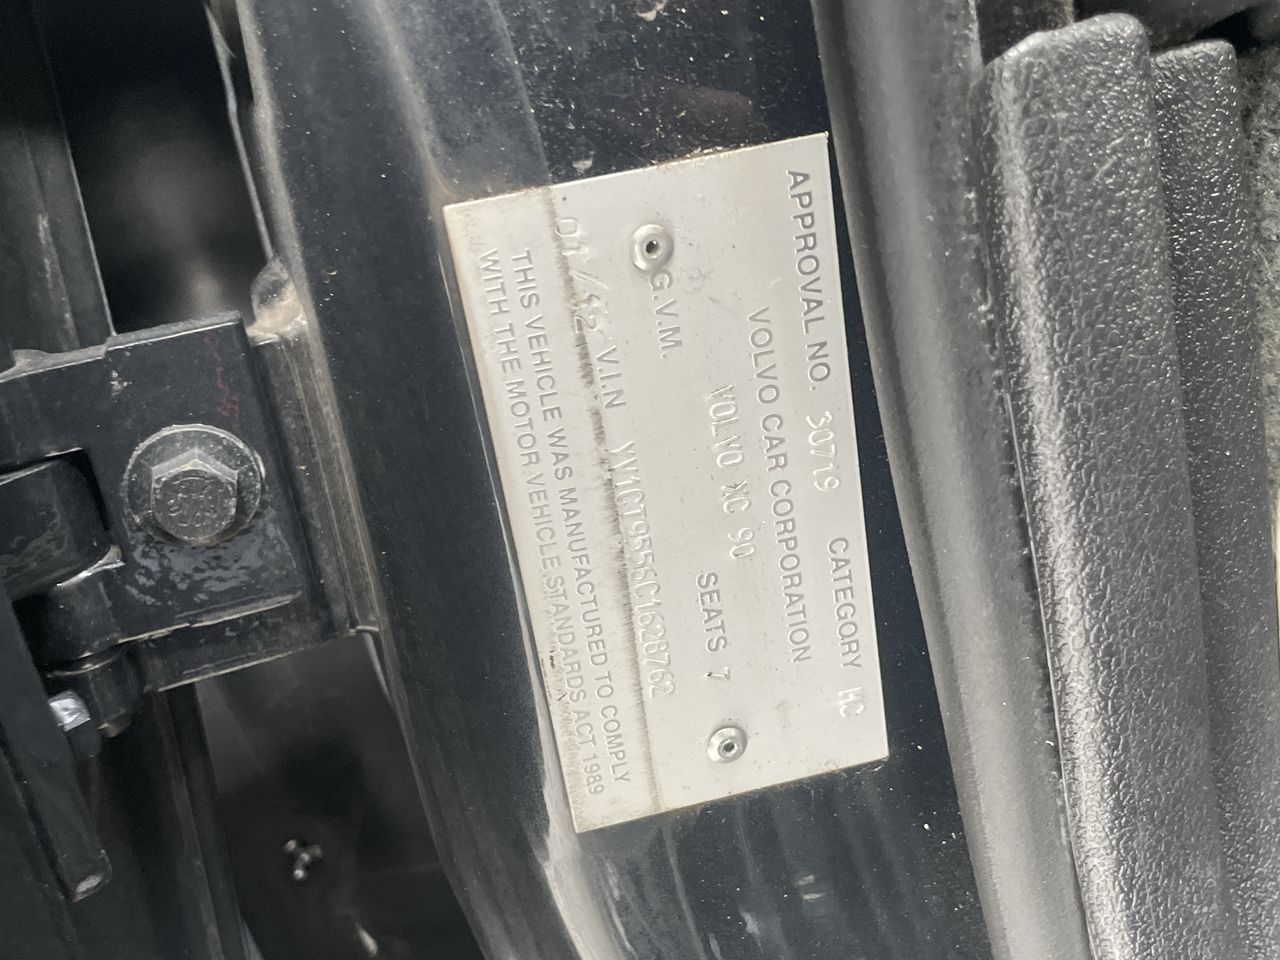 APPROVAL NO. 30719 CATEGORY MC
VOLVO CAR CORPORATION
VOLVO XC 90 SEATS 7
G.V.M.
01/12 V.I.N YV1CT9556C1628762
THIS VEHICLE WAS MANUFACTURED TO COMPLY
WITH THE MOTOR VEHICLE STANDARDS ACT 1989